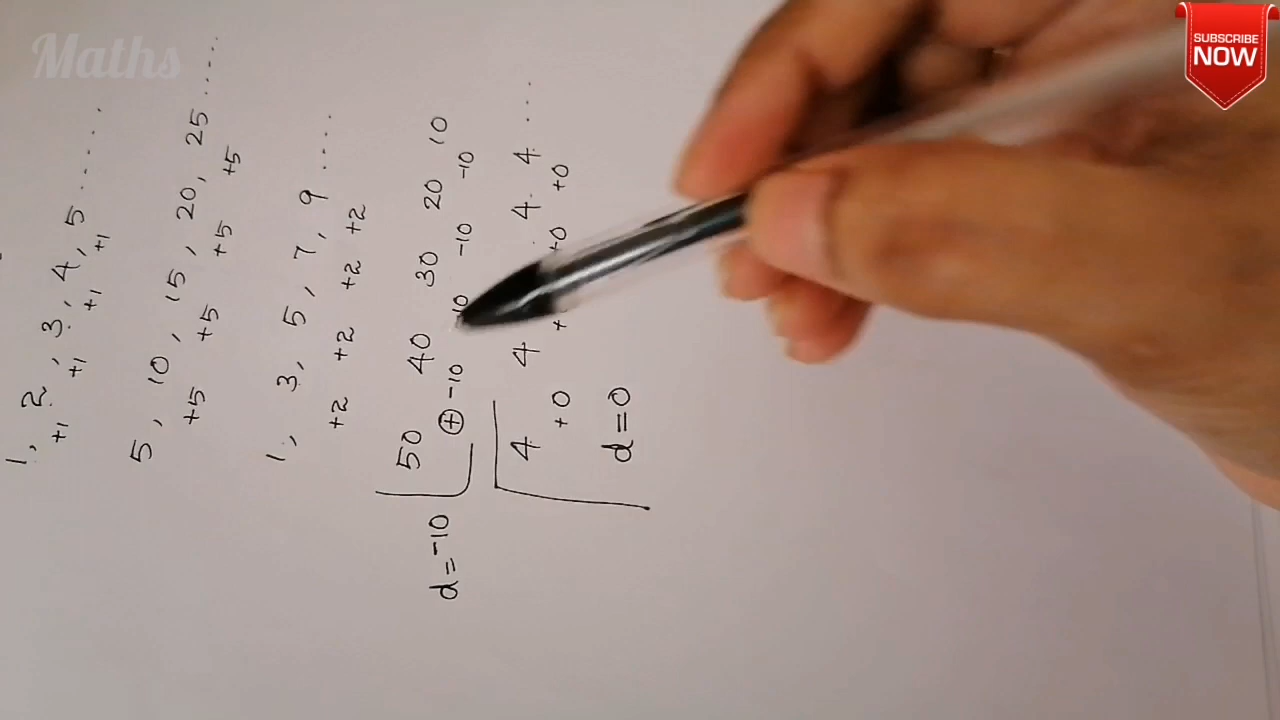 Maths
SUBSCRIBE
NOW
1, 2, 3, 4, 5.....
+1 +1 +1 +1
5, 10, 15, 20, 25.....
+5 +5 +5 +5
1, 3, 5, 7, 9....
+2 +2 +2 +2
50 40 30 20 10
+ -10 -10 -10
d = -10
4 4 4 4 ....
+0 +0
d = 0